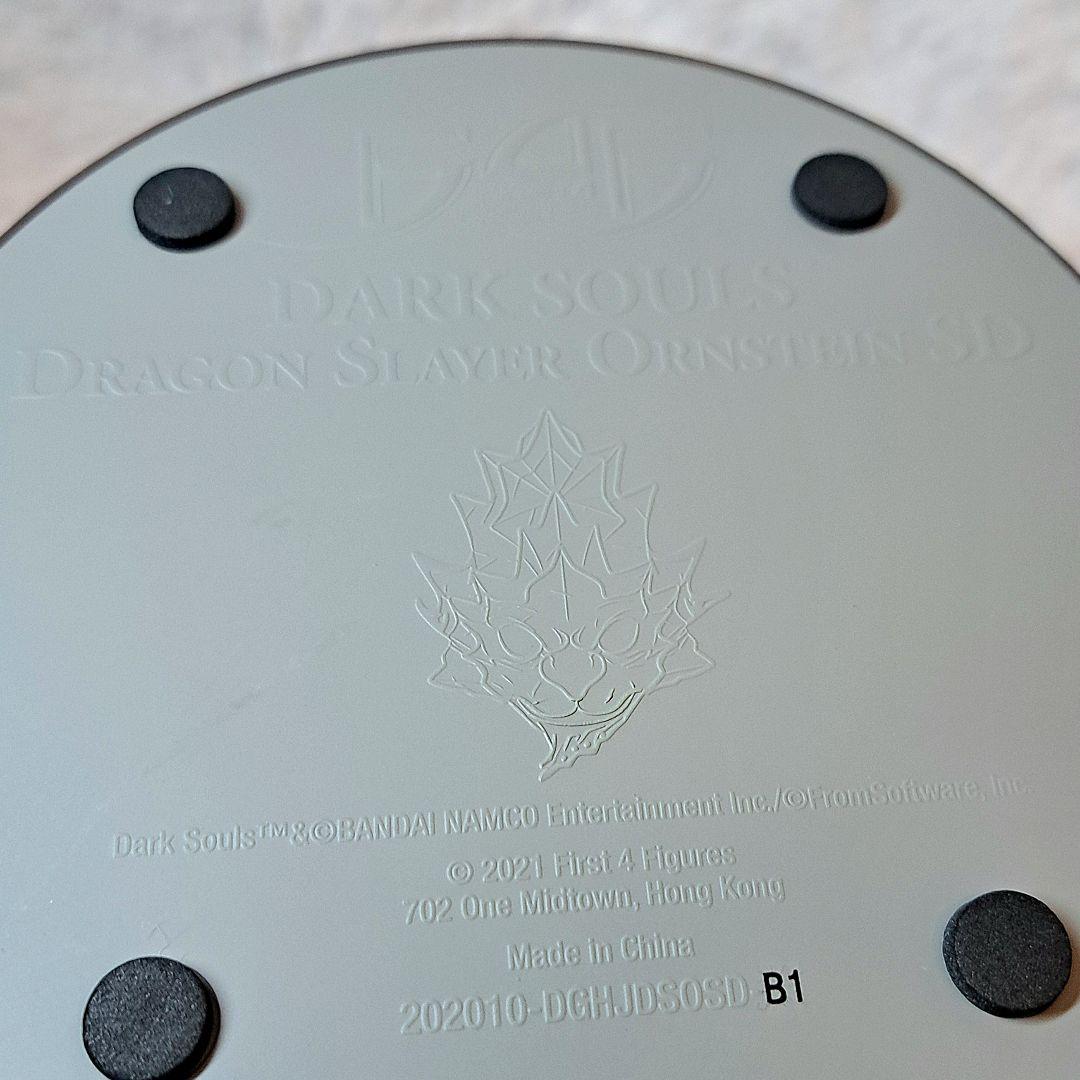 DARK SOULS
DRAGON SLAYER ORNSTEIN SD
Dark Souls™&©BANDAI NAMCO Entertainment Inc./©FromSoftware, Inc.
© 2021 First 4 Figures
702 One Midtown, Hong Kong
Made in China
202010-DGHJDSOSD-B1